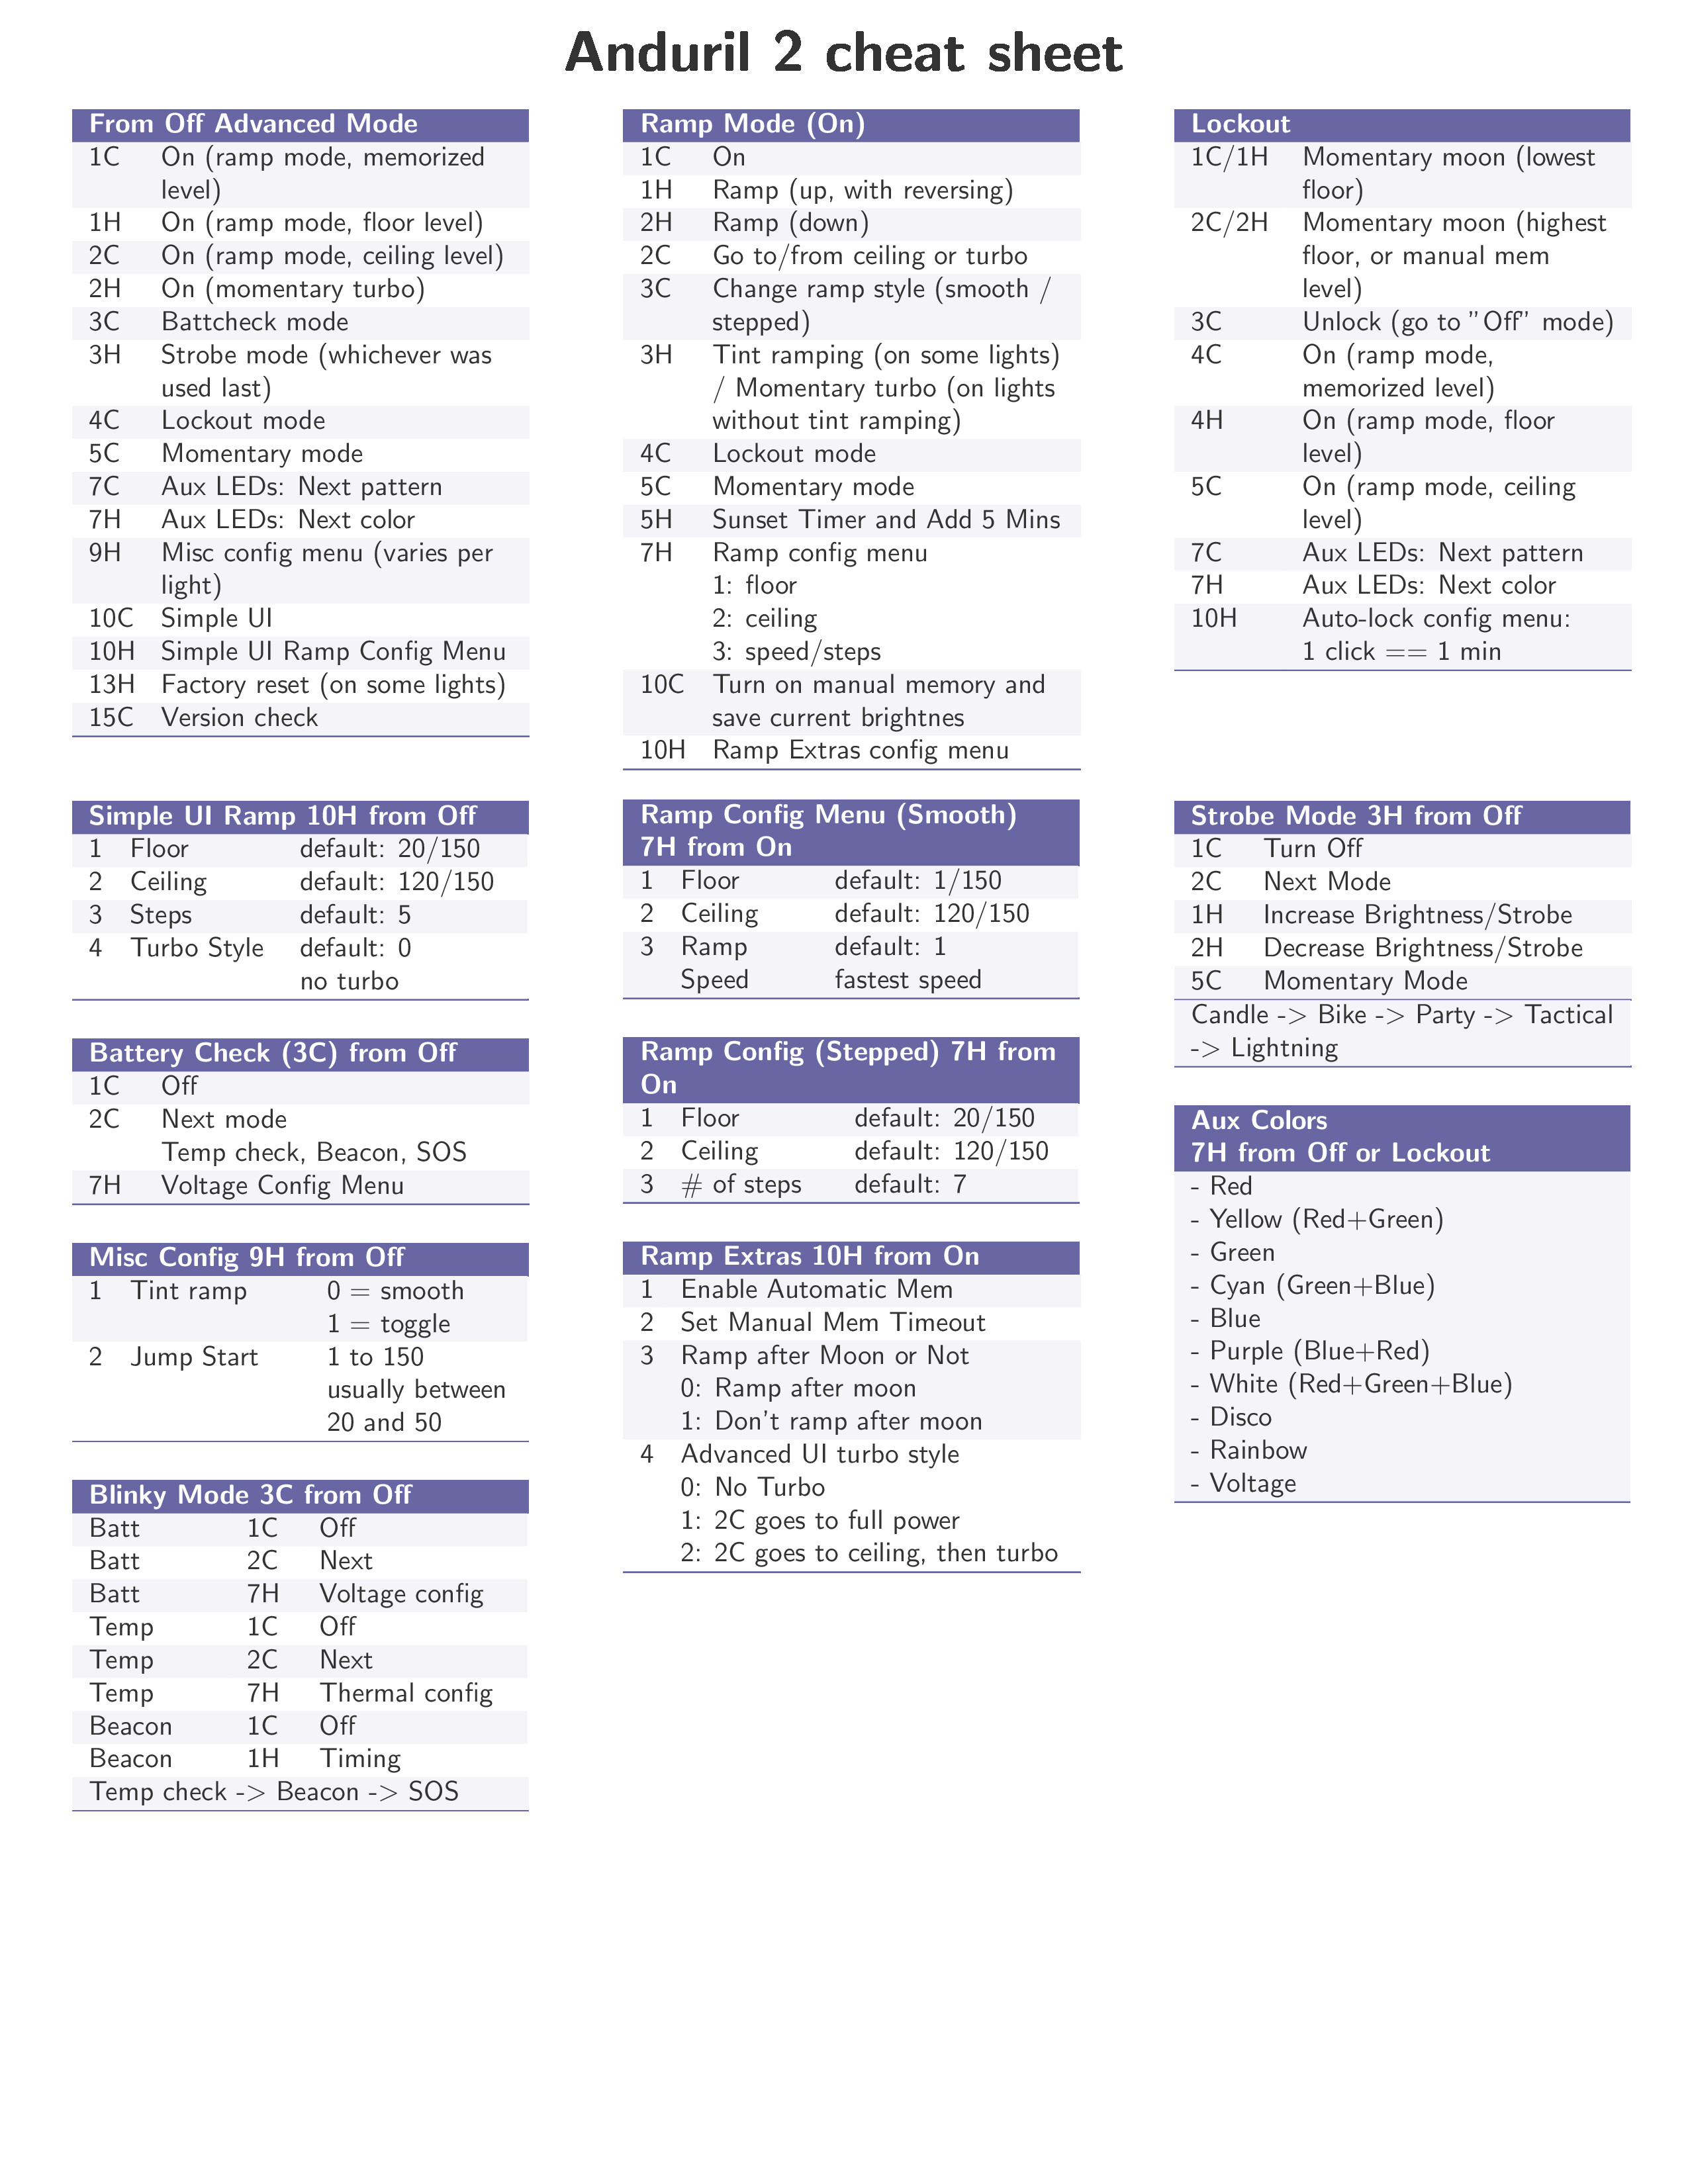 Anduril 2 cheat sheet
From Off Advanced Mode
1C On (ramp mode, memorized
level)
1H On (ramp mode, floor level)
2C On (ramp mode, ceiling level)
2H On (momentary turbo)
3C Battcheck mode
3H Strobe mode (whichever was
used last)
4C Lockout mode
5C Momentary mode
7C Aux LEDs: Next pattern
7H Aux LEDs: Next color
9H Misc config menu (varies per
light)
10C Simple UI
10H Simple UI Ramp Config Menu
13H Factory reset (on some lights)
15C Version check
Simple UI Ramp 10H from Off
1 Floor default: 20/150
2 Ceiling default: 120/150
3 Steps default: 5
4 Turbo Style default: 0
no turbo
Battery Check (3C) from Off
1C Off
2C Next mode
Temp check, Beacon, SOS
7H Voltage Config Menu
Misc Config 9H from Off
1 Tint ramp 0 = smooth
1 = toggle
2 Jump Start 1 to 150
usually between
20 and 50
Blinky Mode 3C from Off
Batt 1C Off
Batt 2C Next
Batt 7H Voltage config
Temp 1C Off
Temp 2C Next
Temp 7H Thermal config
Beacon 1C Off
Beacon 1H Timing
Temp check -> Beacon -> SOS
Ramp Mode (On)
1C On
1H Ramp (up, with reversing)
2H Ramp (down)
2C Go to/from ceiling or turbo
3C Change ramp style (smooth /
stepped)
3H Tint ramping (on some lights)
/ Momentary turbo (on lights
without tint ramping)
4C Lockout mode
5C Momentary mode
5H Sunset Timer and Add 5 Mins
7H Ramp config menu
1: floor
2: ceiling
3: speed/steps
10C Turn on manual memory and
save current brightnes
10H Ramp Extras config menu
Ramp Config Menu (Smooth)
7H from On
1 Floor default: 1/150
2 Ceiling default: 120/150
3 Ramp default: 1
Speed fastest speed
Ramp Config (Stepped) 7H from
On
1 Floor default: 20/150
2 Ceiling default: 120/150
3 # of steps default: 7
Ramp Extras 10H from On
1 Enable Automatic Mem
2 Set Manual Mem Timeout
3 Ramp after Moon or Not
0: Ramp after moon
1: Don't ramp after moon
4 Advanced UI turbo style
0: No Turbo
1: 2C goes to full power
2: 2C goes to ceiling, then turbo
Lockout
1C/1H Momentary moon (lowest
floor)
2C/2H Momentary moon (highest
floor, or manual mem
level)
3C Unlock (go to "Off" mode)
4C On (ramp mode,
memorized level)
4H On (ramp mode, floor
level)
5C On (ramp mode, ceiling
level)
7C Aux LEDs: Next pattern
7H Aux LEDs: Next color
10H Auto-lock config menu:
1 click == 1 min
Strobe Mode 3H from Off
1C Turn Off
2C Next Mode
1H Increase Brightness/Strobe
2H Decrease Brightness/Strobe
5C Momentary Mode
Candle -> Bike -> Party -> Tactical
-> Lightning
Aux Colors
7H from Off or Lockout
- Red
- Yellow (Red+Green)
- Green
- Cyan (Green+Blue)
- Blue
- Purple (Blue+Red)
- White (Red+Green+Blue)
- Disco
- Rainbow
- Voltage